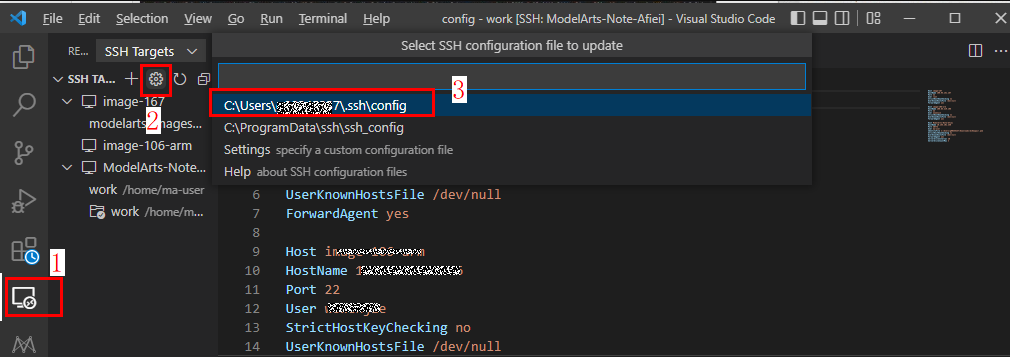 File Edit Selection View Go Run Terminal Help config - work [SSH: ModelArts-Note-Afiei] - Visual Studio Code
RE... SSH Targets
SSH TA...
image-167
modelarts images...
image-106-arm
ModelArts-Note...
work /home/ma-user
work /home/m...
1
2
3
Select SSH configuration file to update
C:\Users\ 7\.ssh\config
C:\ProgramData\ssh\ssh_config
Settings specify a custom configuration file
Help about SSH configuration files
6 UserKnownHostsFile /dev/null
7 ForwardAgent yes
8
9 Host
10 HostName
11 Port 22
12 User
13 StrictHostKeyChecking no
14 UserKnownHostsFile /dev/null